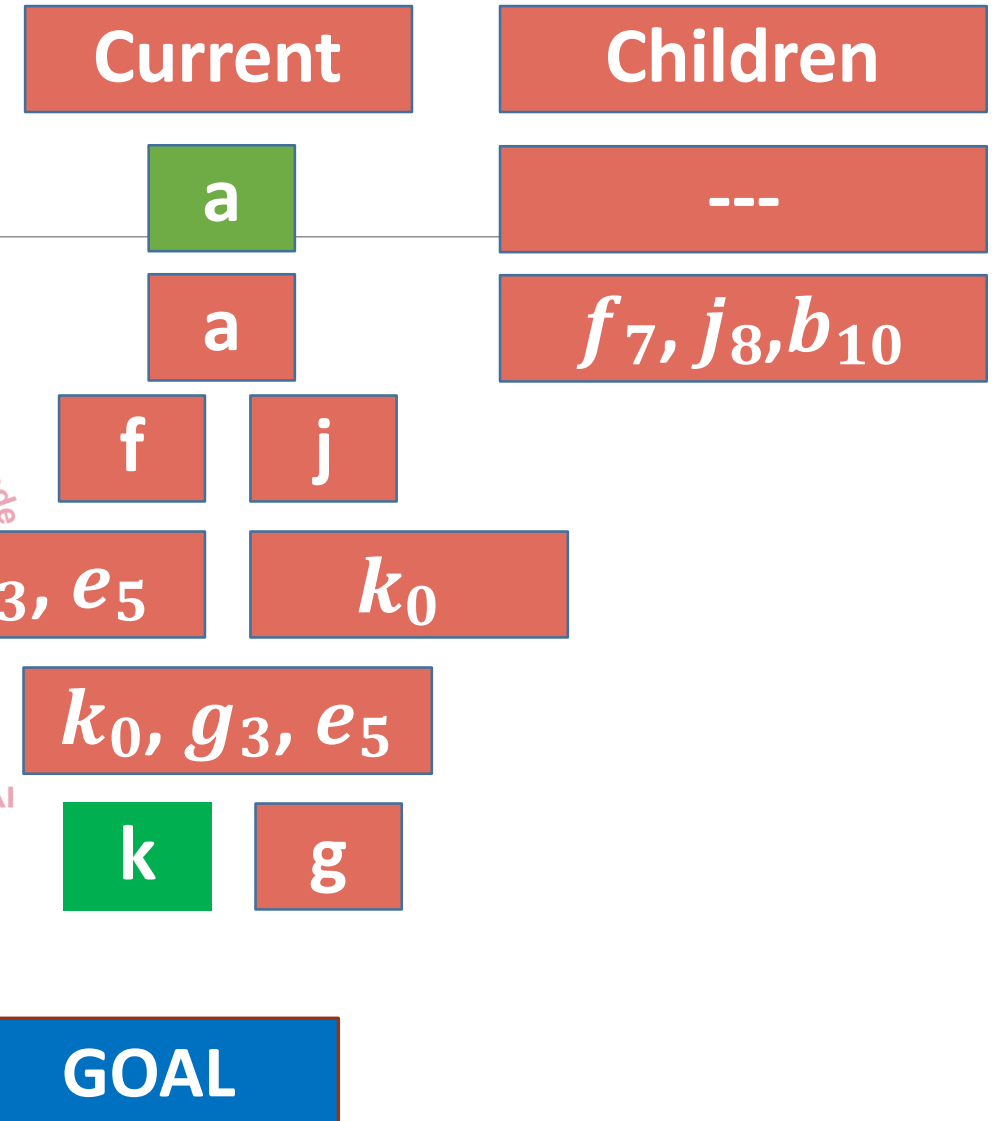 Current Children
a ---
a f₇, j₈,b₁₀
f j
₃, e₅ k₀
k₀, g₃, e₅
k g
GOAL